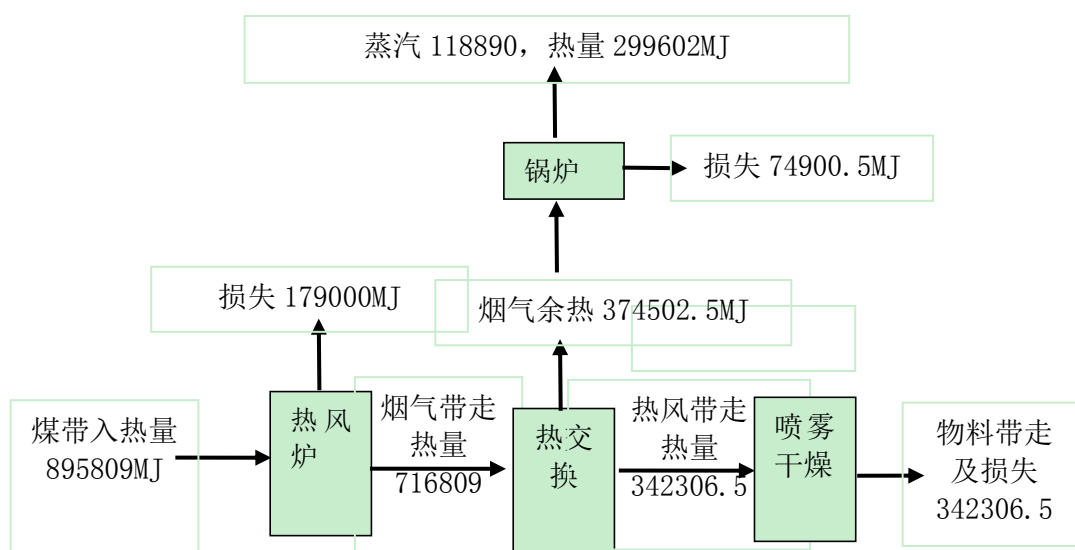 蒸汽 118890，热量 299602MJ
锅炉
损失 74900.5MJ
损失 179000MJ
烟气余热 374502.5MJ
煤带入热量
895809MJ
热风
炉
烟气带走
热量
716809
热交
换
热风带走
热量
342306.5
喷雾
干燥
物料带走
及损失
342306.5